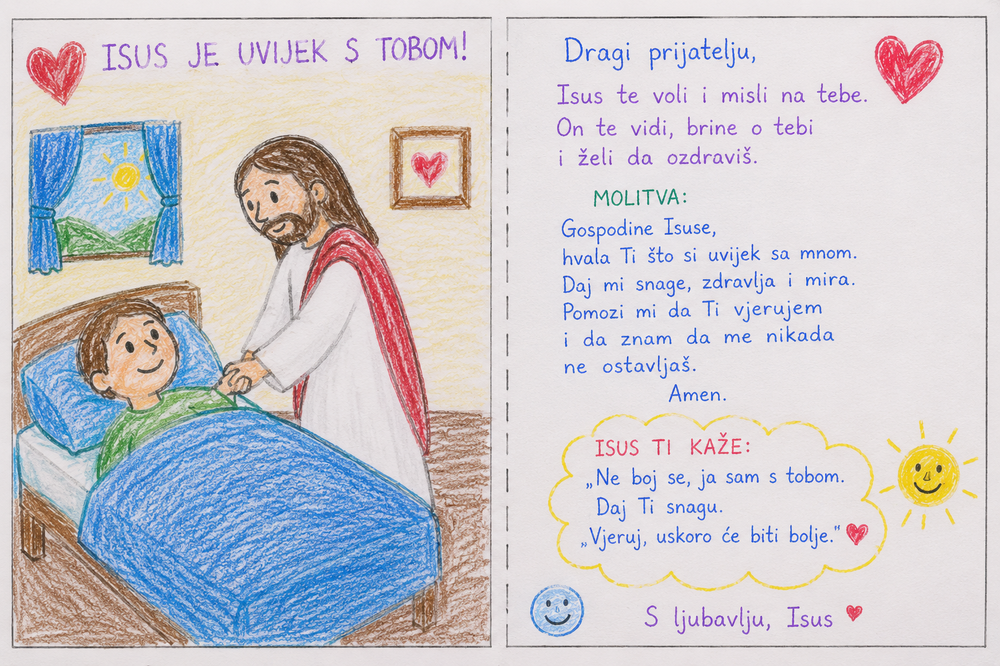 ISUS JE UVIJEK S TOBOM!
Dragi prijatelju,
Isus te voli i misli na tebe.
On te vidi, brine o tebi
i želi da ozdraviš.
MOLITVA:
Gospodine Isuse,
hvala Ti što si uvijek sa mnom.
Daj mi snage, zdravlja i mira.
Pomozi mi da Ti vjerujem
i da znam da me nikada
ne ostavljaš.
Amen.
ISUS TI KAŽE:
„Ne boj se, ja sam s tobom.
Daj Ti snagu.
„Vjeruj, uskoro će biti bolje."
S ljubavlju, Isus